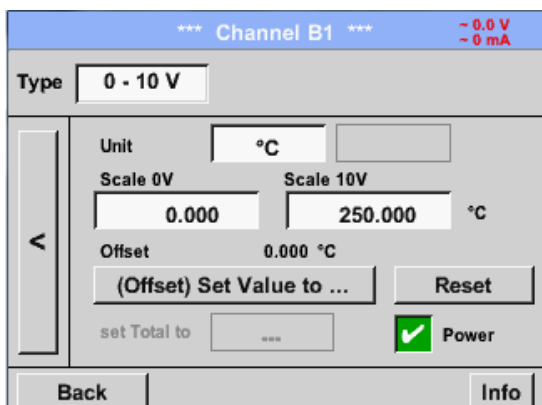 *** Channel B1 ***
~ 0.0 V
~ 0 mA
Type 0 - 10 V
Unit °C
Scale 0V Scale 10V
0.000 250.000 °C
<
Offset 0.000 °C
(Offset) Set Value to ... Reset
set Total to --- Power
Back Info